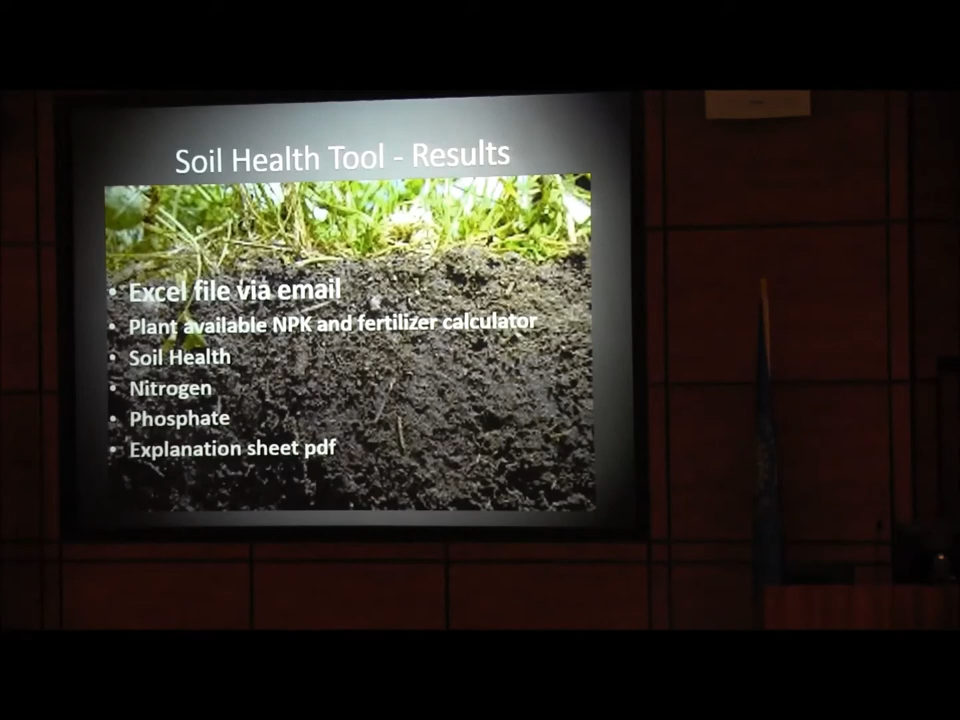 Soil Health Tool - Results
• Excel file via email
• Plant available NPK and fertilizer calculator
• Soil Health
• Nitrogen
• Phosphate
• Explanation sheet pdf